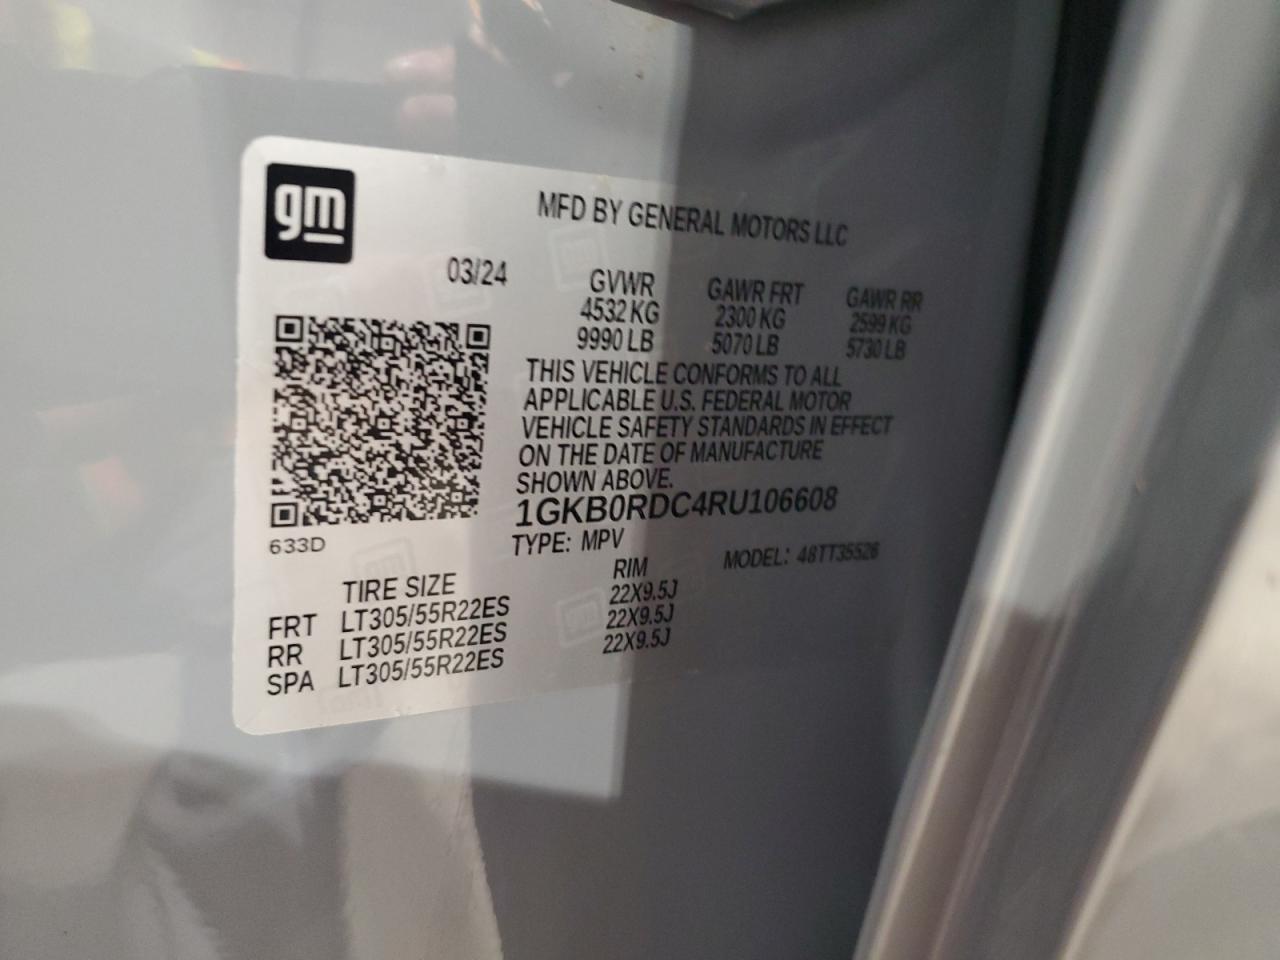 gm
MFD BY GENERAL MOTORS LLC
03/24
GVWR GAWR FRT GAWR RR
4532 KG 2300 KG 2599 KG
9990 LB 5070 LB 5730 LB
THIS VEHICLE CONFORMS TO ALL
APPLICABLE U.S. FEDERAL MOTOR
VEHICLE SAFETY STANDARDS IN EFFECT
ON THE DATE OF MANUFACTURE
SHOWN ABOVE.
1GKB0RDC4RU106608
633D
TYPE: MPV MODEL: 48TT35526
TIRE SIZE RIM
FRT LT305/55R22ES 22X9.5J
RR LT305/55R22ES 22X9.5J
SPA LT305/55R22ES 22X9.5J